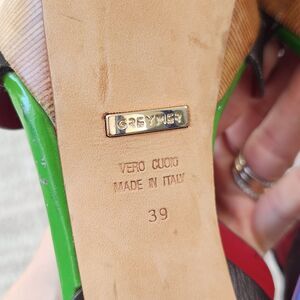 GREYMER
VERO CUOIO
MADE IN ITALY
39